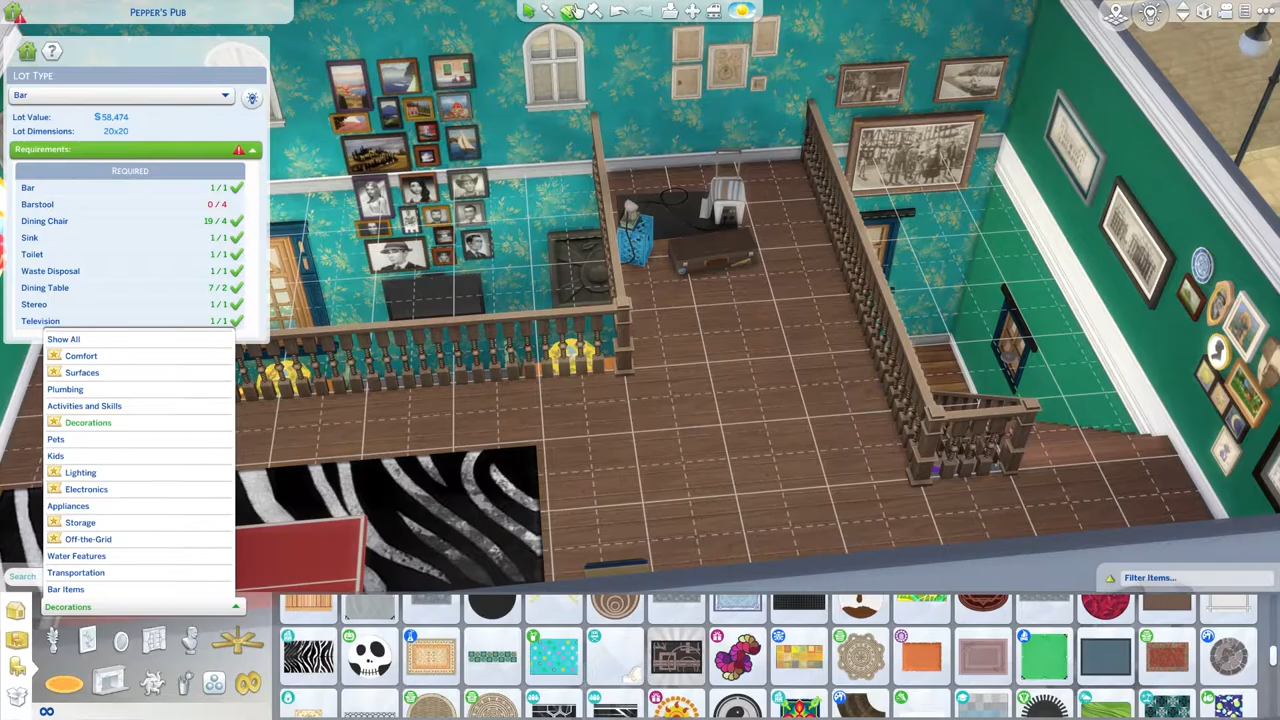 PEPPER'S PUB
LOT TYPE
Bar
Lot Value: §58,474
Lot Dimensions: 20x20
Requirements:
REQUIRED
Bar 1 / 1
Barstool 0 / 4
Dining Chair 19 / 4
Sink 1 / 1
Toilet 1 / 1
Waste Disposal 1 / 1
Dining Table 7 / 2
Stereo 1 / 1
Television 1 / 1
Show All
Comfort
Surfaces
Plumbing
Activities and Skills
Decorations
Pets
Kids
Lighting
Electronics
Appliances
Storage
Off-the-Grid
Water Features
Transportation
Bar Items
Search
Decorations
Filter Items...